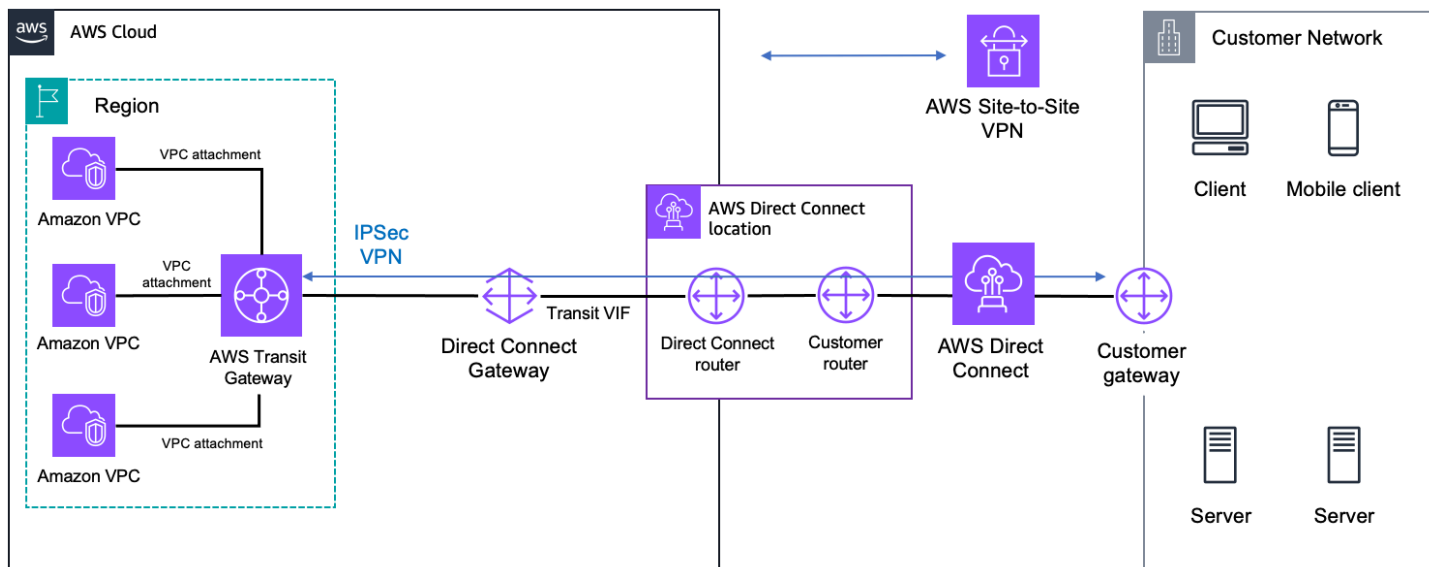 aws
AWS Cloud
Region
VPC attachment
Amazon VPC
VPC
attachment
Amazon VPC
AWS Transit
Gateway
VPC attachment
Amazon VPC
IPSec
VPN
Direct Connect
Gateway
Transit VIF
AWS Direct Connect
location
Direct Connect
router
Customer
router
AWS Site-to-Site
VPN
AWS Direct
Connect
Customer
gateway
Customer Network
Client
Mobile client
Server
Server